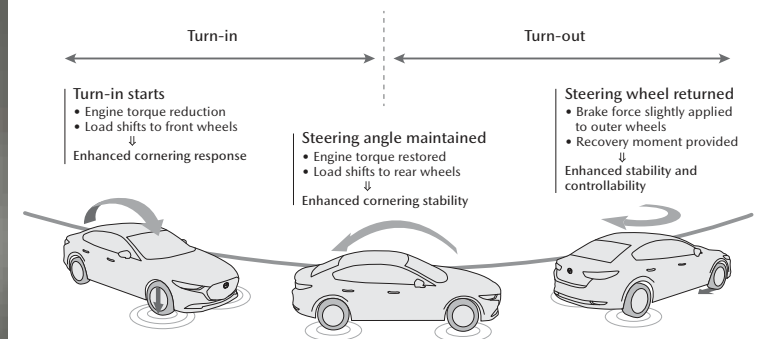 Turn-in
Turn-out
Turn-in starts
• Engine torque reduction
• Load shifts to front wheels
⇓
Enhanced cornering response
Steering angle maintained
• Engine torque restored
• Load shifts to rear wheels
⇓
Enhanced cornering stability
Steering wheel returned
• Brake force slightly applied
to outer wheels
• Recovery moment provided
⇓
Enhanced stability and
controllability